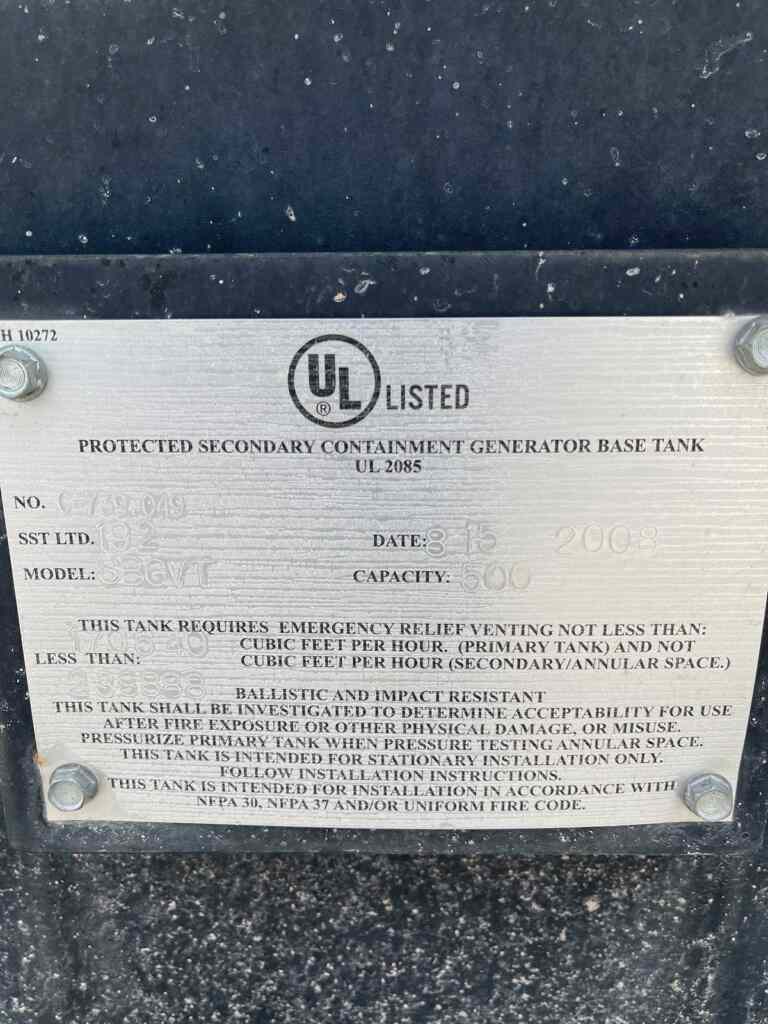 H 10272
UL ® LISTED
PROTECTED SECONDARY CONTAINMENT GENERATOR BASE TANK
UL 2085
NO.
SST LTD. 192 DATE: 8 15 2008
MODEL: CAPACITY: 500
THIS TANK REQUIRES EMERGENCY RELIEF VENTING NOT LESS THAN:
CUBIC FEET PER HOUR. (PRIMARY TANK) AND NOT
LESS THAN: CUBIC FEET PER HOUR (SECONDARY/ANNULAR SPACE.)
BALLISTIC AND IMPACT RESISTANT
THIS TANK SHALL BE INVESTIGATED TO DETERMINE ACCEPTABILITY FOR USE
AFTER FIRE EXPOSURE OR OTHER PHYSICAL DAMAGE, OR MISUSE.
PRESSURIZE PRIMARY TANK WHEN PRESSURE TESTING ANNULAR SPACE.
THIS TANK IS INTENDED FOR STATIONARY INSTALLATION ONLY.
FOLLOW INSTALLATION INSTRUCTIONS.
THIS TANK IS INTENDED FOR INSTALLATION IN ACCORDANCE WITH
NFPA 30, NFPA 37 AND/OR UNIFORM FIRE CODE.